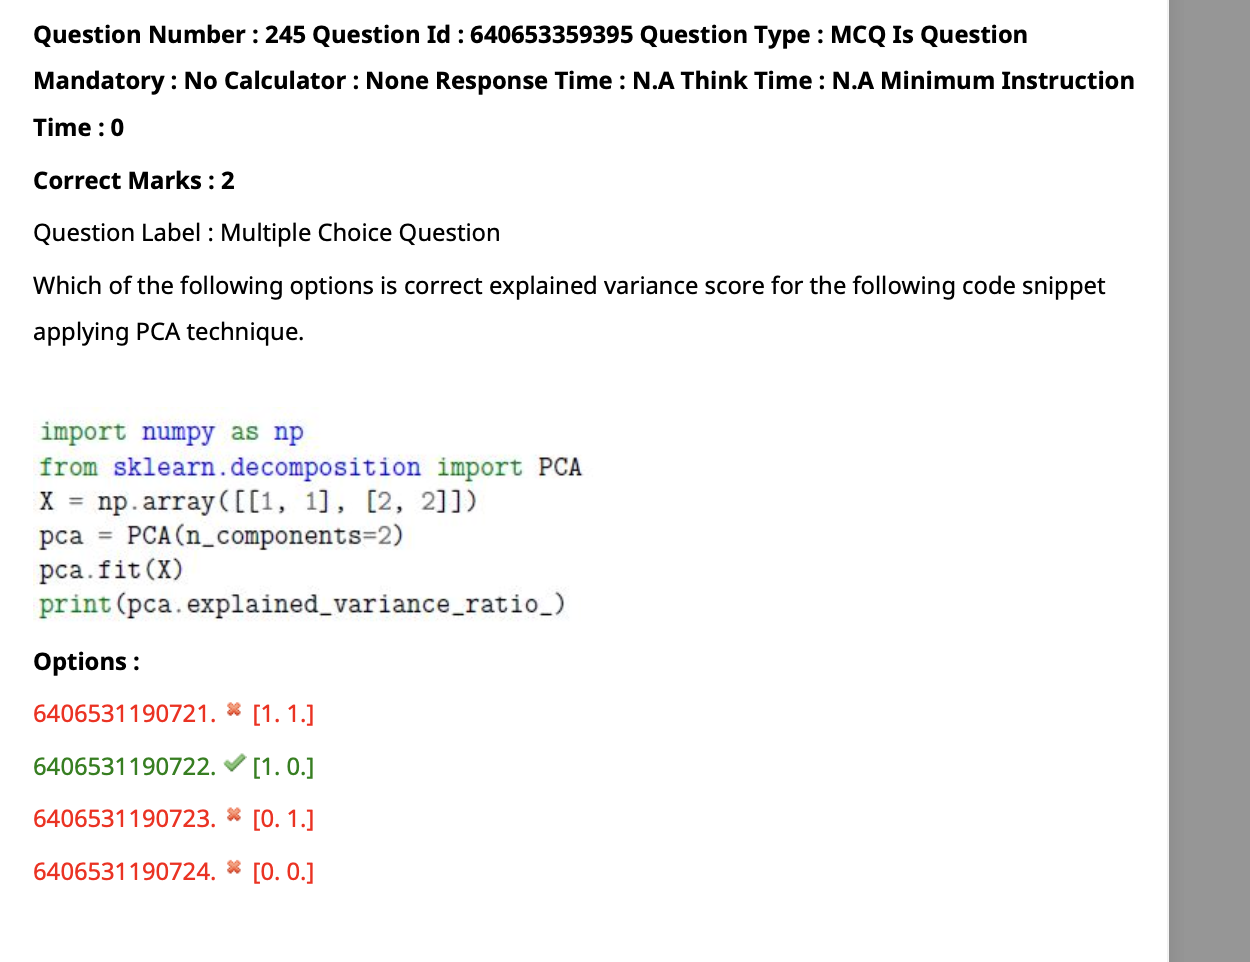 Question Number : 245 Question Id : 640653359395 Question Type : MCQ Is Question
Mandatory : No Calculator : None Response Time : N.A Think Time : N.A Minimum Instruction
Time : 0
Correct Marks : 2
Question Label : Multiple Choice Question
Which of the following options is correct explained variance score for the following code snippet
applying PCA technique.
import numpy as np
from sklearn.decomposition import PCA
X = np.array([[1, 1], [2, 2]])
pca = PCA(n_components=2)
pca.fit(X)
print(pca.explained_variance_ratio_)
Options :
6406531190721. ✖ [1. 1.]
6406531190722. ✔ [1. 0.]
6406531190723. ✖ [0. 1.]
6406531190724. ✖ [0. 0.]